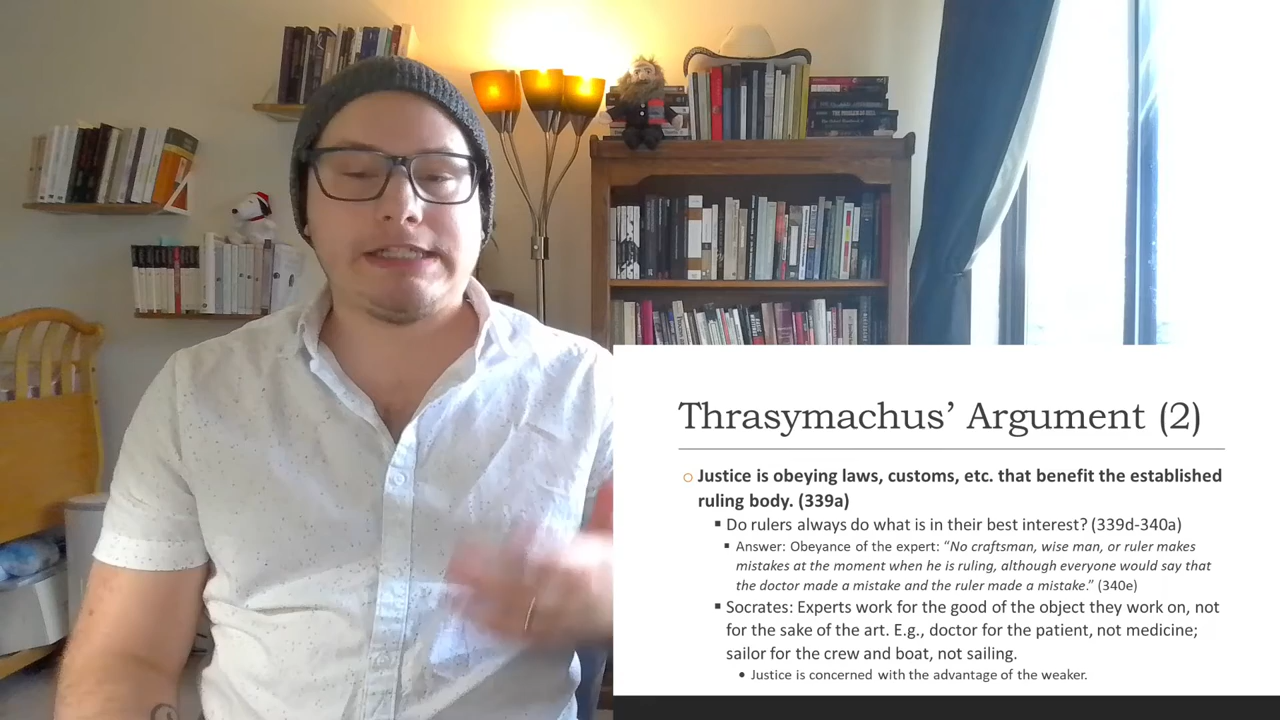 Thrasymachus’ Argument (2)
Justice is obeying laws, customs, etc. that benefit the established
ruling body. (339a)
Do rulers always do what is in their best interest? (339d-340a)
Answer: Obeyance of the expert: “No craftsman, wise man, or ruler makes
mistakes at the moment when he is ruling, although everyone would say that
the doctor made a mistake and the ruler made a mistake.” (340e)
Socrates: Experts work for the good of the object they work on, not
for the sake of the art. E.g., doctor for the patient, not medicine;
sailor for the crew and boat, not sailing.
Justice is concerned with the advantage of the weaker.